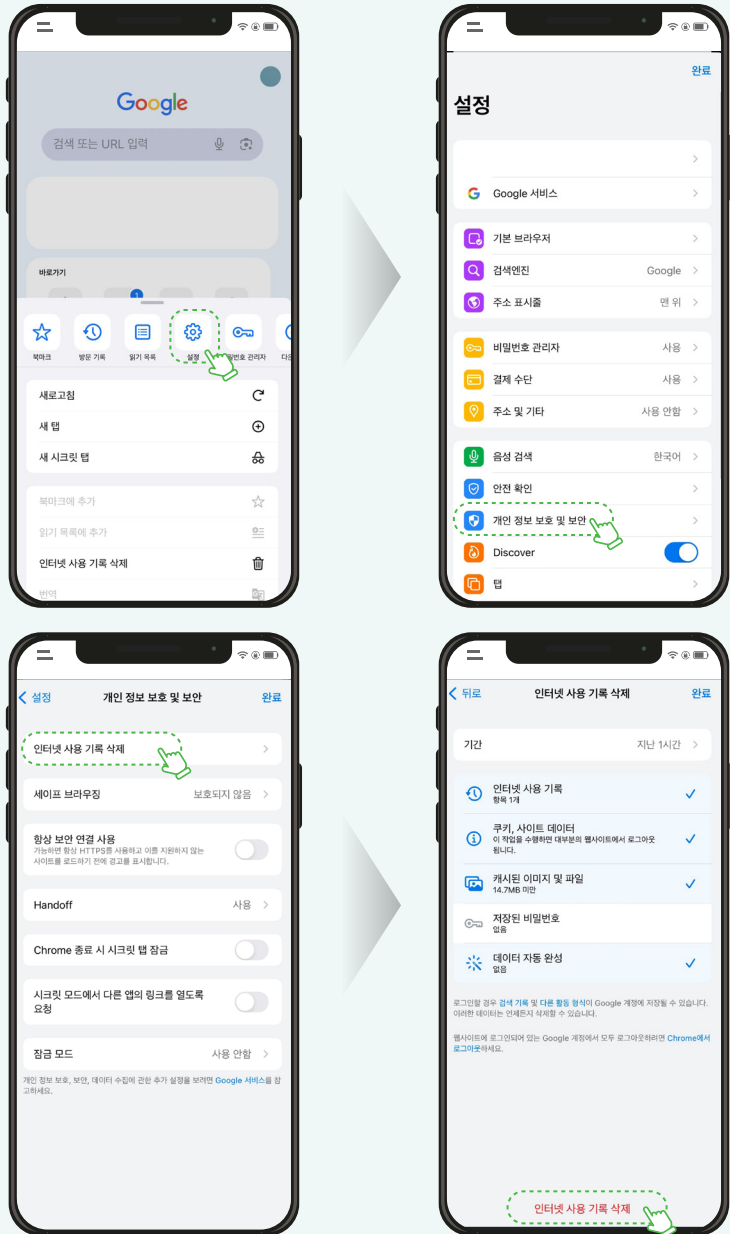 Google
검색 또는 URL 입력
바로가기
1
북마크
방문 기록
읽기 목록
설정
밀번호 관리자
다운
새로고침
새 탭
새 시크릿 탭
북마크에 추가
읽기 목록에 추가
인터넷 사용 기록 삭제
번역
완료
설정
Google 서비스
기본 브라우저
검색엔진 Google
주소 표시줄 맨 위
비밀번호 관리자 사용
결제 수단 사용
주소 및 기타 사용 안함
음성 검색 한국어
안전 확인
개인 정보 보호 및 보안
Discover
탭
설정 개인 정보 보호 및 보안 완료
인터넷 사용 기록 삭제
세이프 브라우징 보호되지 않음
항상 보안 연결 사용
가능하면 항상 HTTPS를 사용하고 이를 지원하지 않는
사이트를 로드하기 전에 경고를 표시합니다.
Handoff 사용
Chrome 종료 시 시크릿 탭 잠금
시크릿 모드에서 다른 앱의 링크를 열도록
요청
잠금 모드 사용 안함
개인 정보 보호, 보안, 데이터 수집에 관한 추가 설정을 보려면 Google 서비스를 참
고하세요.
뒤로 인터넷 사용 기록 삭제 완료
기간 지난 1시간
인터넷 사용 기록
항목 1개
쿠키, 사이트 데이터
이 작업을 수행하면 대부분의 웹사이트에서 로그아웃
됩니다.
캐시된 이미지 및 파일
14.7MB 미만
저장된 비밀번호
없음
데이터 자동 완성
없음
로그인할 경우 검색 기록 및 다른 활동 형식이 Google 계정에 저장될 수 있습니다.
이러한 데이터는 언제든지 삭제할 수 있습니다.
웹사이트에 로그인되어 있는 Google 계정에서 모두 로그아웃하려면 Chrome에서
로그아웃하세요.
인터넷 사용 기록 삭제